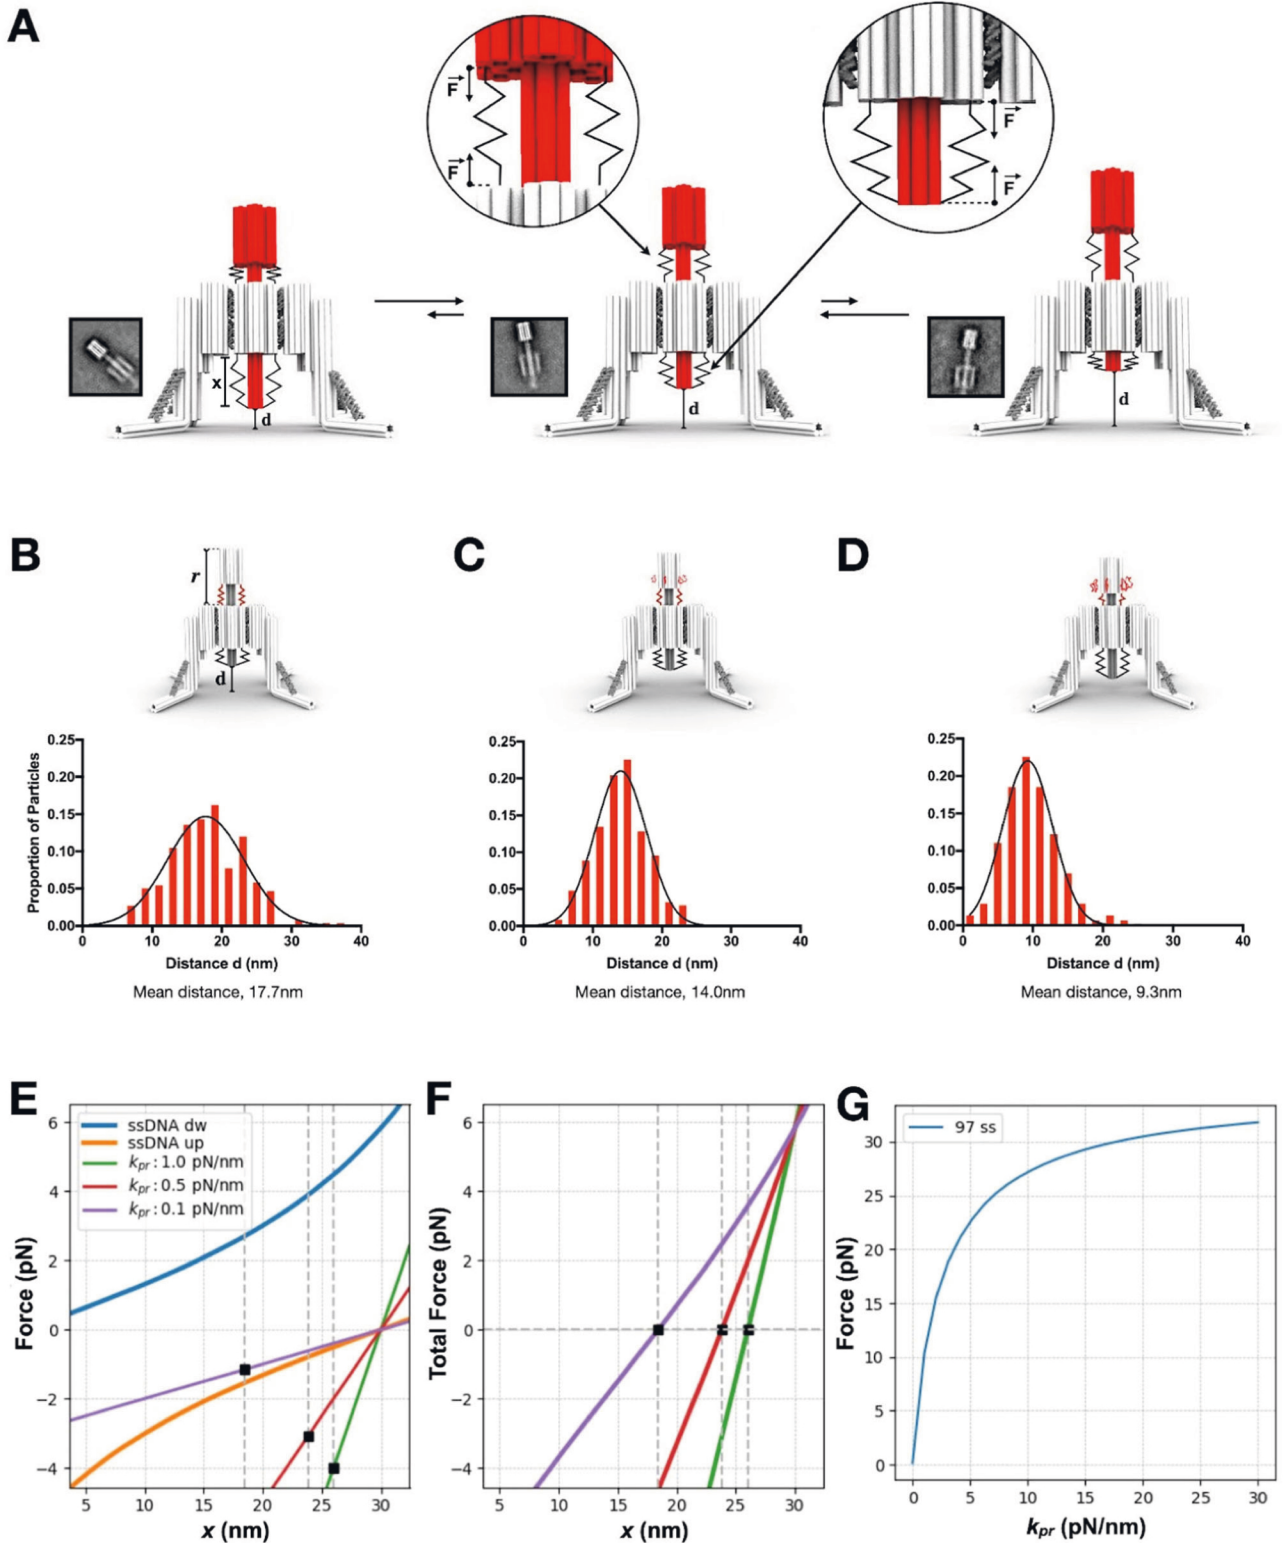 A
F
F
F
F
x
d
d
d
B
C
D
r
d
Proportion of Particles
0.25
0.20
0.15
0.10
0.05
0.00
0 10 20 30 40
Distance d (nm)
Mean distance, 17.7nm
0.25
0.20
0.15
0.10
0.05
0.00
0 10 20 30 40
Distance d (nm)
Mean distance, 14.0nm
0.25
0.20
0.15
0.10
0.05
0.00
0 10 20 30 40
Distance d (nm)
Mean distance, 9.3nm
E
ssDNA dw
ssDNA up
kpr : 1.0 pN/nm
kpr : 0.5 pN/nm
kpr : 0.1 pN/nm
Force (pN)
6
4
2
0
−2
−4
5 10 15 20 25 30
x (nm)
F
Total Force (pN)
6
4
2
0
−2
−4
5 10 15 20 25 30
x (nm)
G
97 ss
Force (pN)
30
25
20
15
10
5
0
0 5 10 15 20 25 30
kpr (pN/nm)